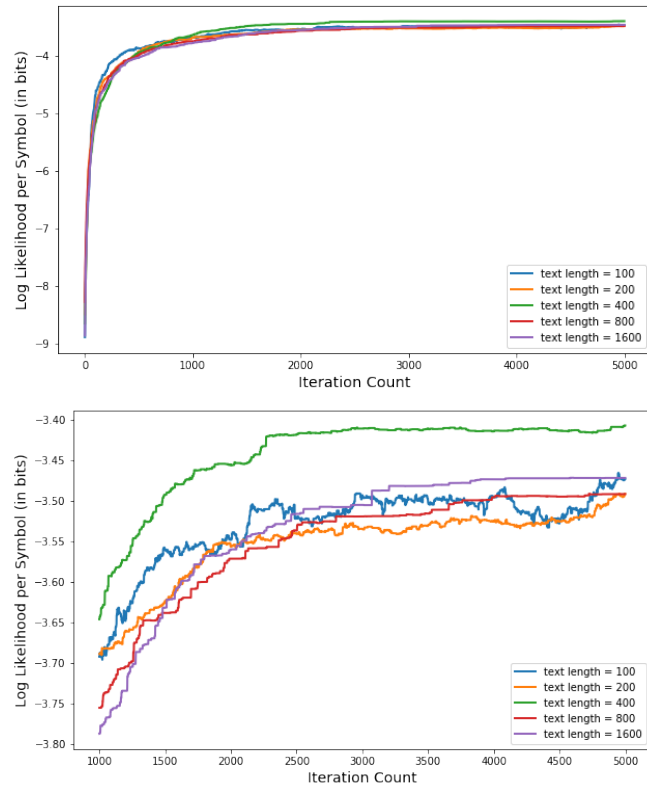 Log Likelihood per Symbol (in bits)
−4
−5
−6
−7
−8
−9
text length = 100
text length = 200
text length = 400
text length = 800
text length = 1600
0
1000
2000
3000
4000
5000
Iteration Count
Log Likelihood per Symbol (in bits)
−3.40
−3.45
−3.50
−3.55
−3.60
−3.65
−3.70
−3.75
−3.80
text length = 100
text length = 200
text length = 400
text length = 800
text length = 1600
1000
1500
2000
2500
3000
3500
4000
4500
5000
Iteration Count